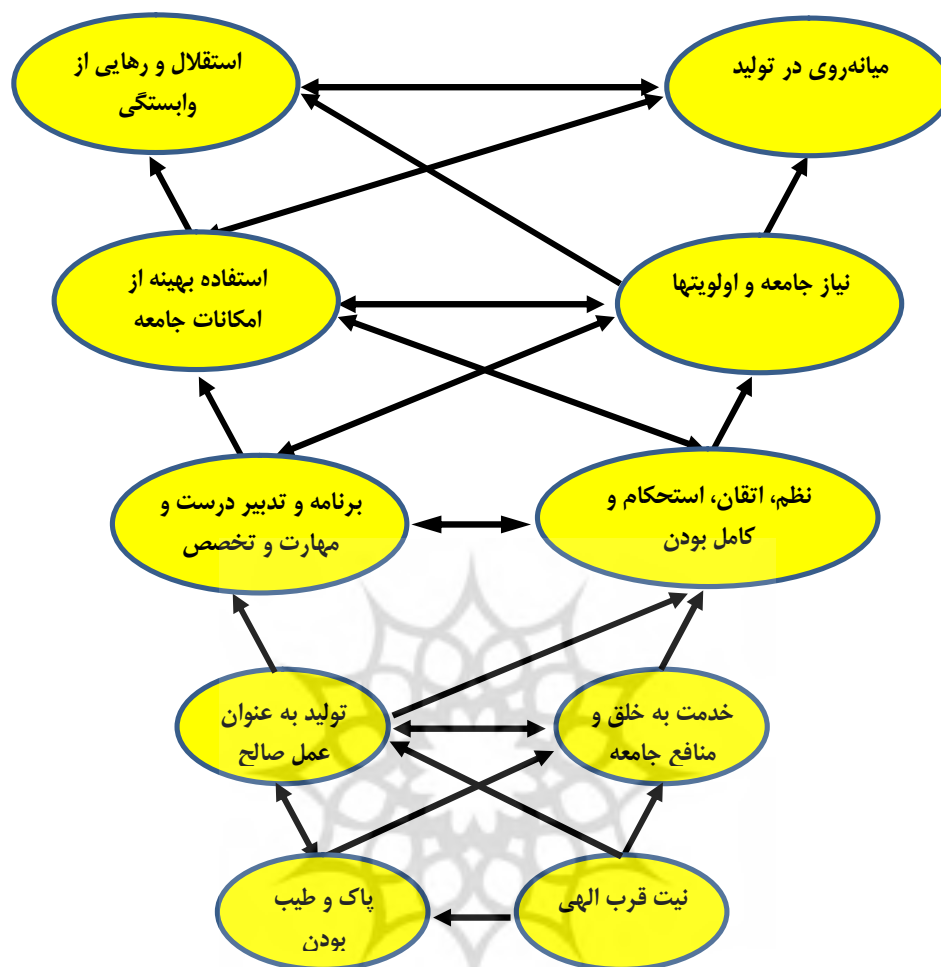 میانه‌روی در تولید
استقلال و رهایی از
وابستگی
نیاز جامعه و اولویتها
استفاده بهینه از
امکانات جامعه
نظم، اتقان، استحکام و
کامل بودن
برنامه و تدبیر درست و
مهارت و تخصص
خدمت به خلق و
منافع جامعه
تولید به عنوان
عمل صالح
نیت قرب الهی
پاک و طیب
بودن